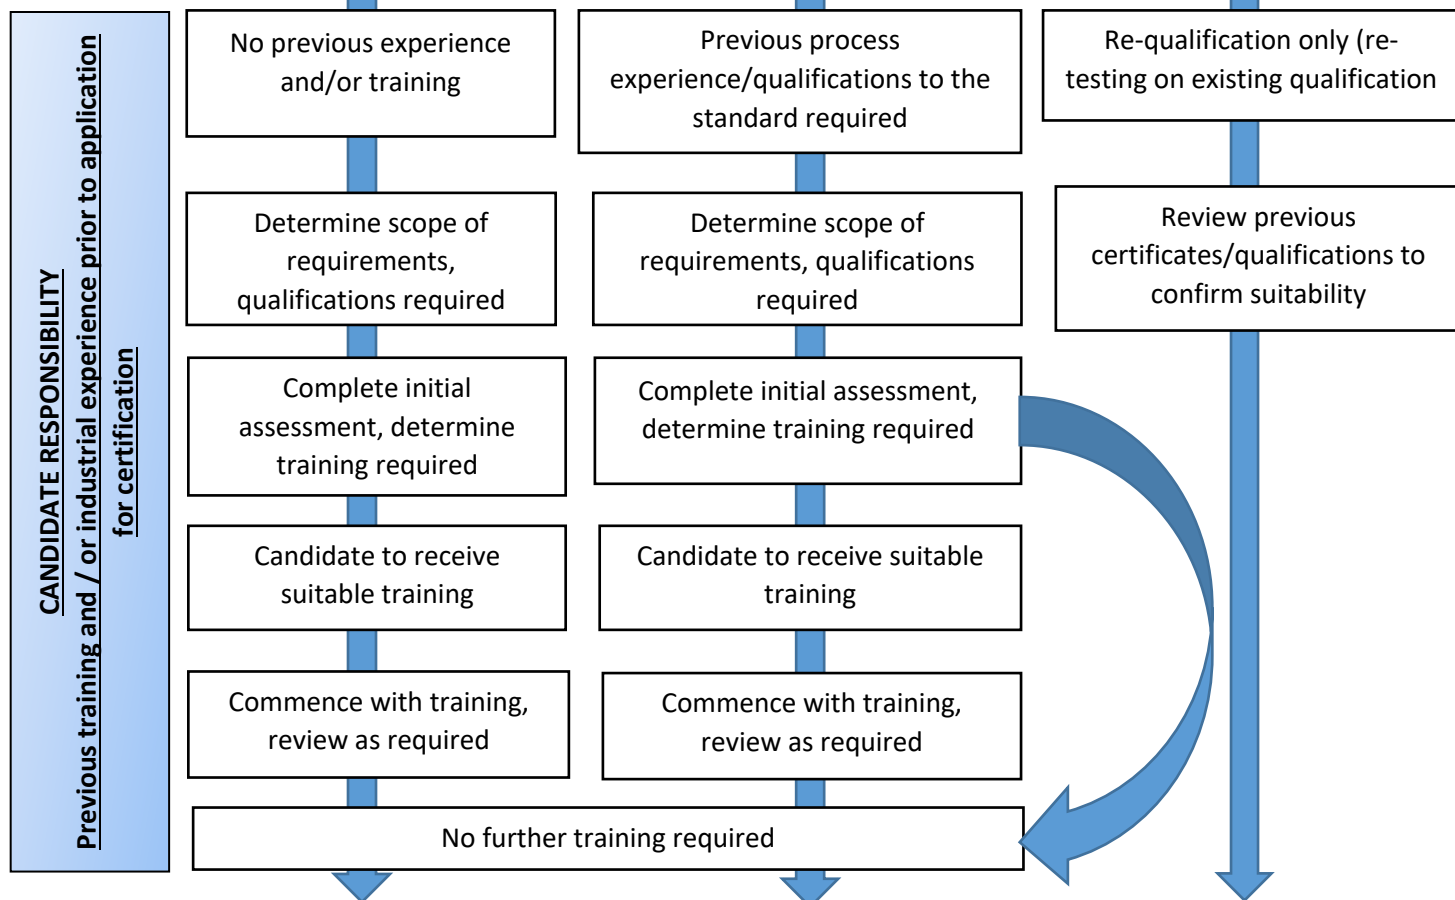 CANDIDATE RESPONSIBILITY
Previous training and / or industrial experience prior to application
for certification
No previous experience
and/or training
Determine scope of
requirements,
qualifications required
Complete initial
assessment, determine
training required
Candidate to receive
suitable training
Commence with training,
review as required
Previous process
experience/qualifications to the
standard required
Determine scope of
requirements, qualifications
required
Complete initial assessment,
determine training required
Candidate to receive suitable
training
Commence with training,
review as required
No further training required
Re-qualification only (re-
testing on existing qualification
Review previous
certificates/qualifications to
confirm suitability